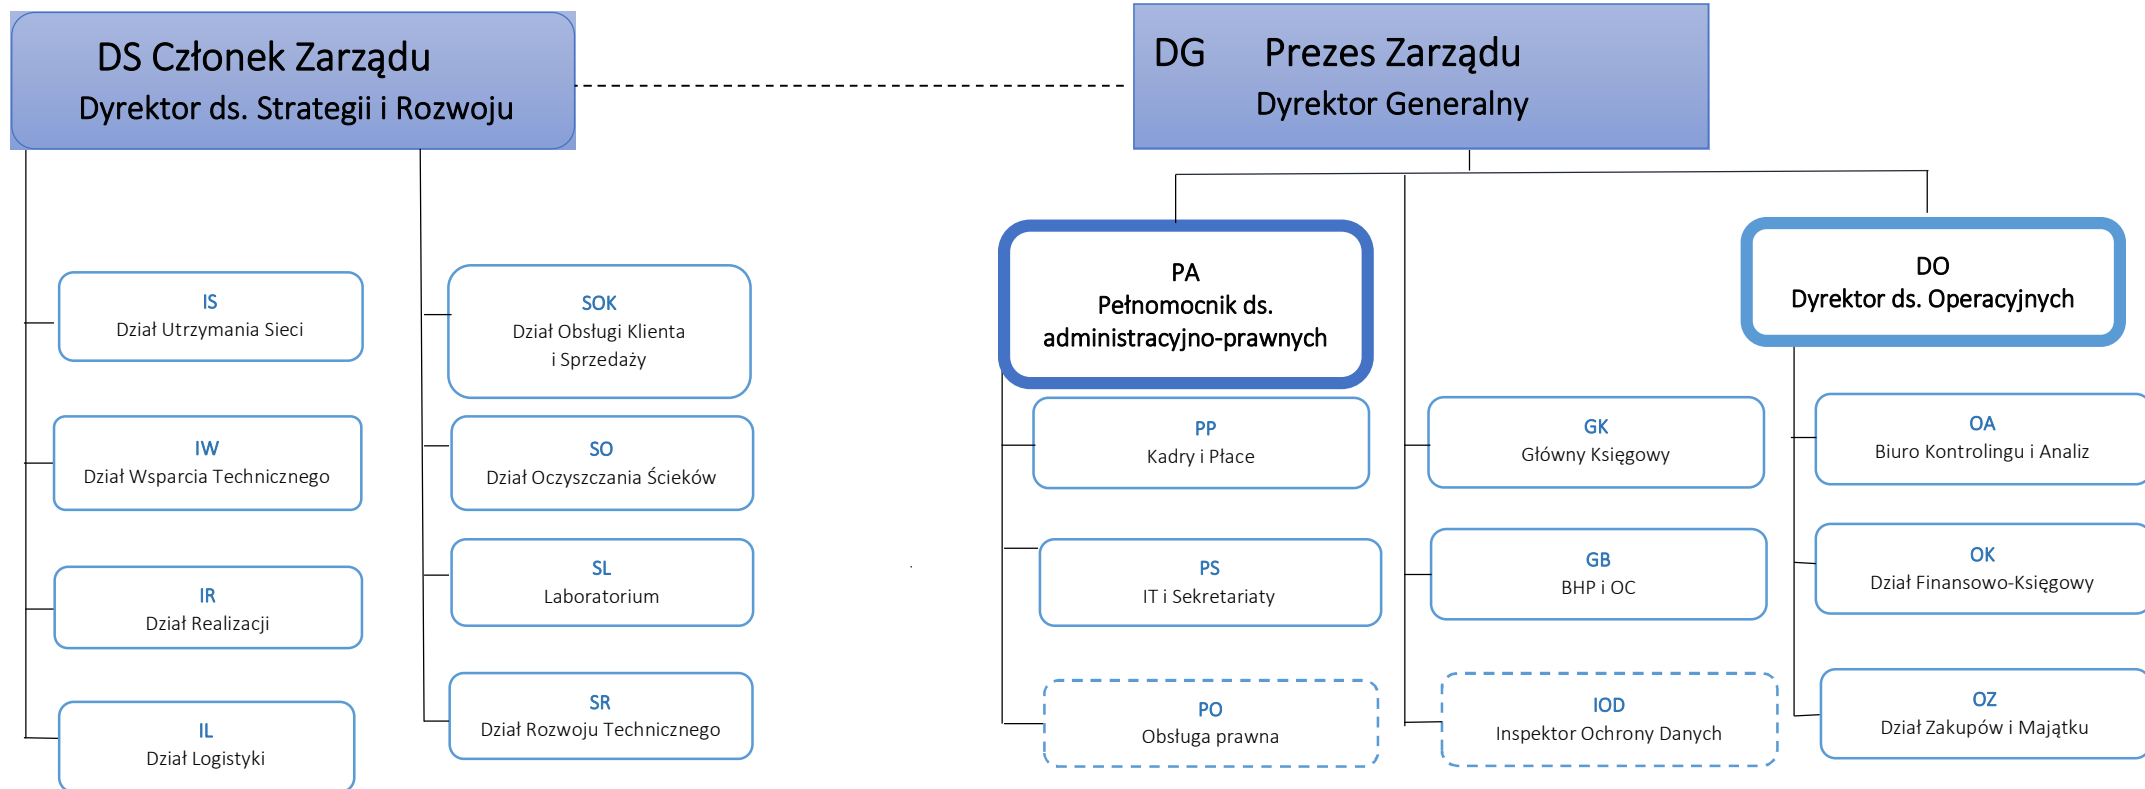 DS Członek Zarządu
Dyrektor ds. Strategii i Rozwoju
DG Prezes Zarządu
Dyrektor Generalny
IS
Dział Utrzymania Sieci
IW
Dział Wsparcia Technicznego
IR
Dział Realizacji
IL
Dział Logistyki
SOK
Dział Obsługi Klienta
i Sprzedaży
SO
Dział Oczyszczania Ścieków
SL
Laboratorium
SR
Dział Rozwoju Technicznego
PA
Pełnomocnik ds.
administracyjno-prawnych
PP
Kadry i Płace
PS
IT i Sekretariaty
PO
Obsługa prawna
GK
Główny Księgowy
GB
BHP i OC
IOD
Inspektor Ochrony Danych
DO
Dyrektor ds. Operacyjnych
OA
Biuro Kontrolingu i Analiz
OK
Dział Finansowo-Księgowy
OZ
Dział Zakupów i Majątku